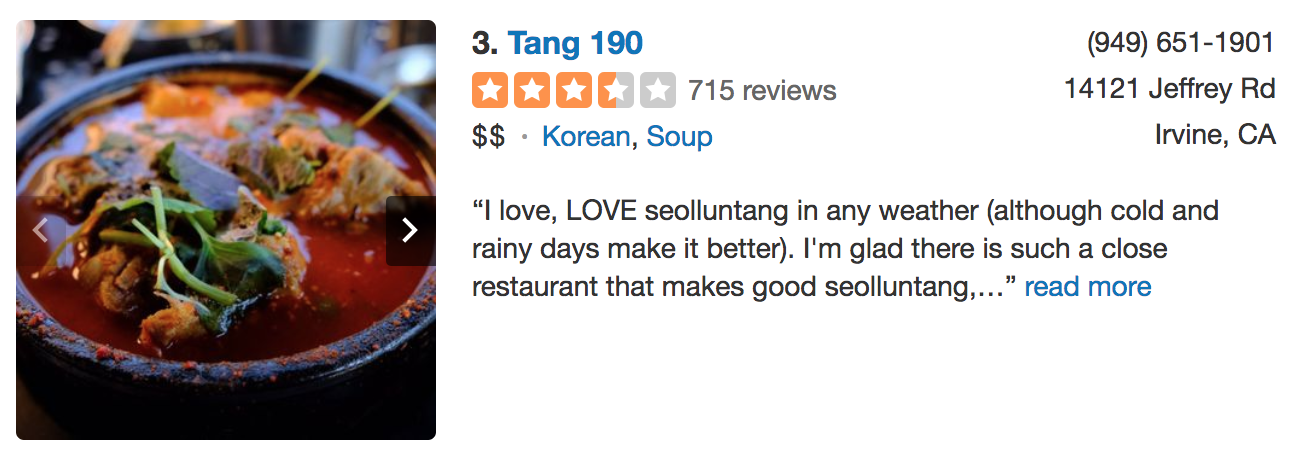 3. Tang 190
715 reviews
$$ · Korean, Soup
(949) 651-1901
14121 Jeffrey Rd
Irvine, CA
“I love, LOVE seolluntang in any weather (although cold and
rainy days make it better). I'm glad there is such a close
restaurant that makes good seolluntang,…” read more